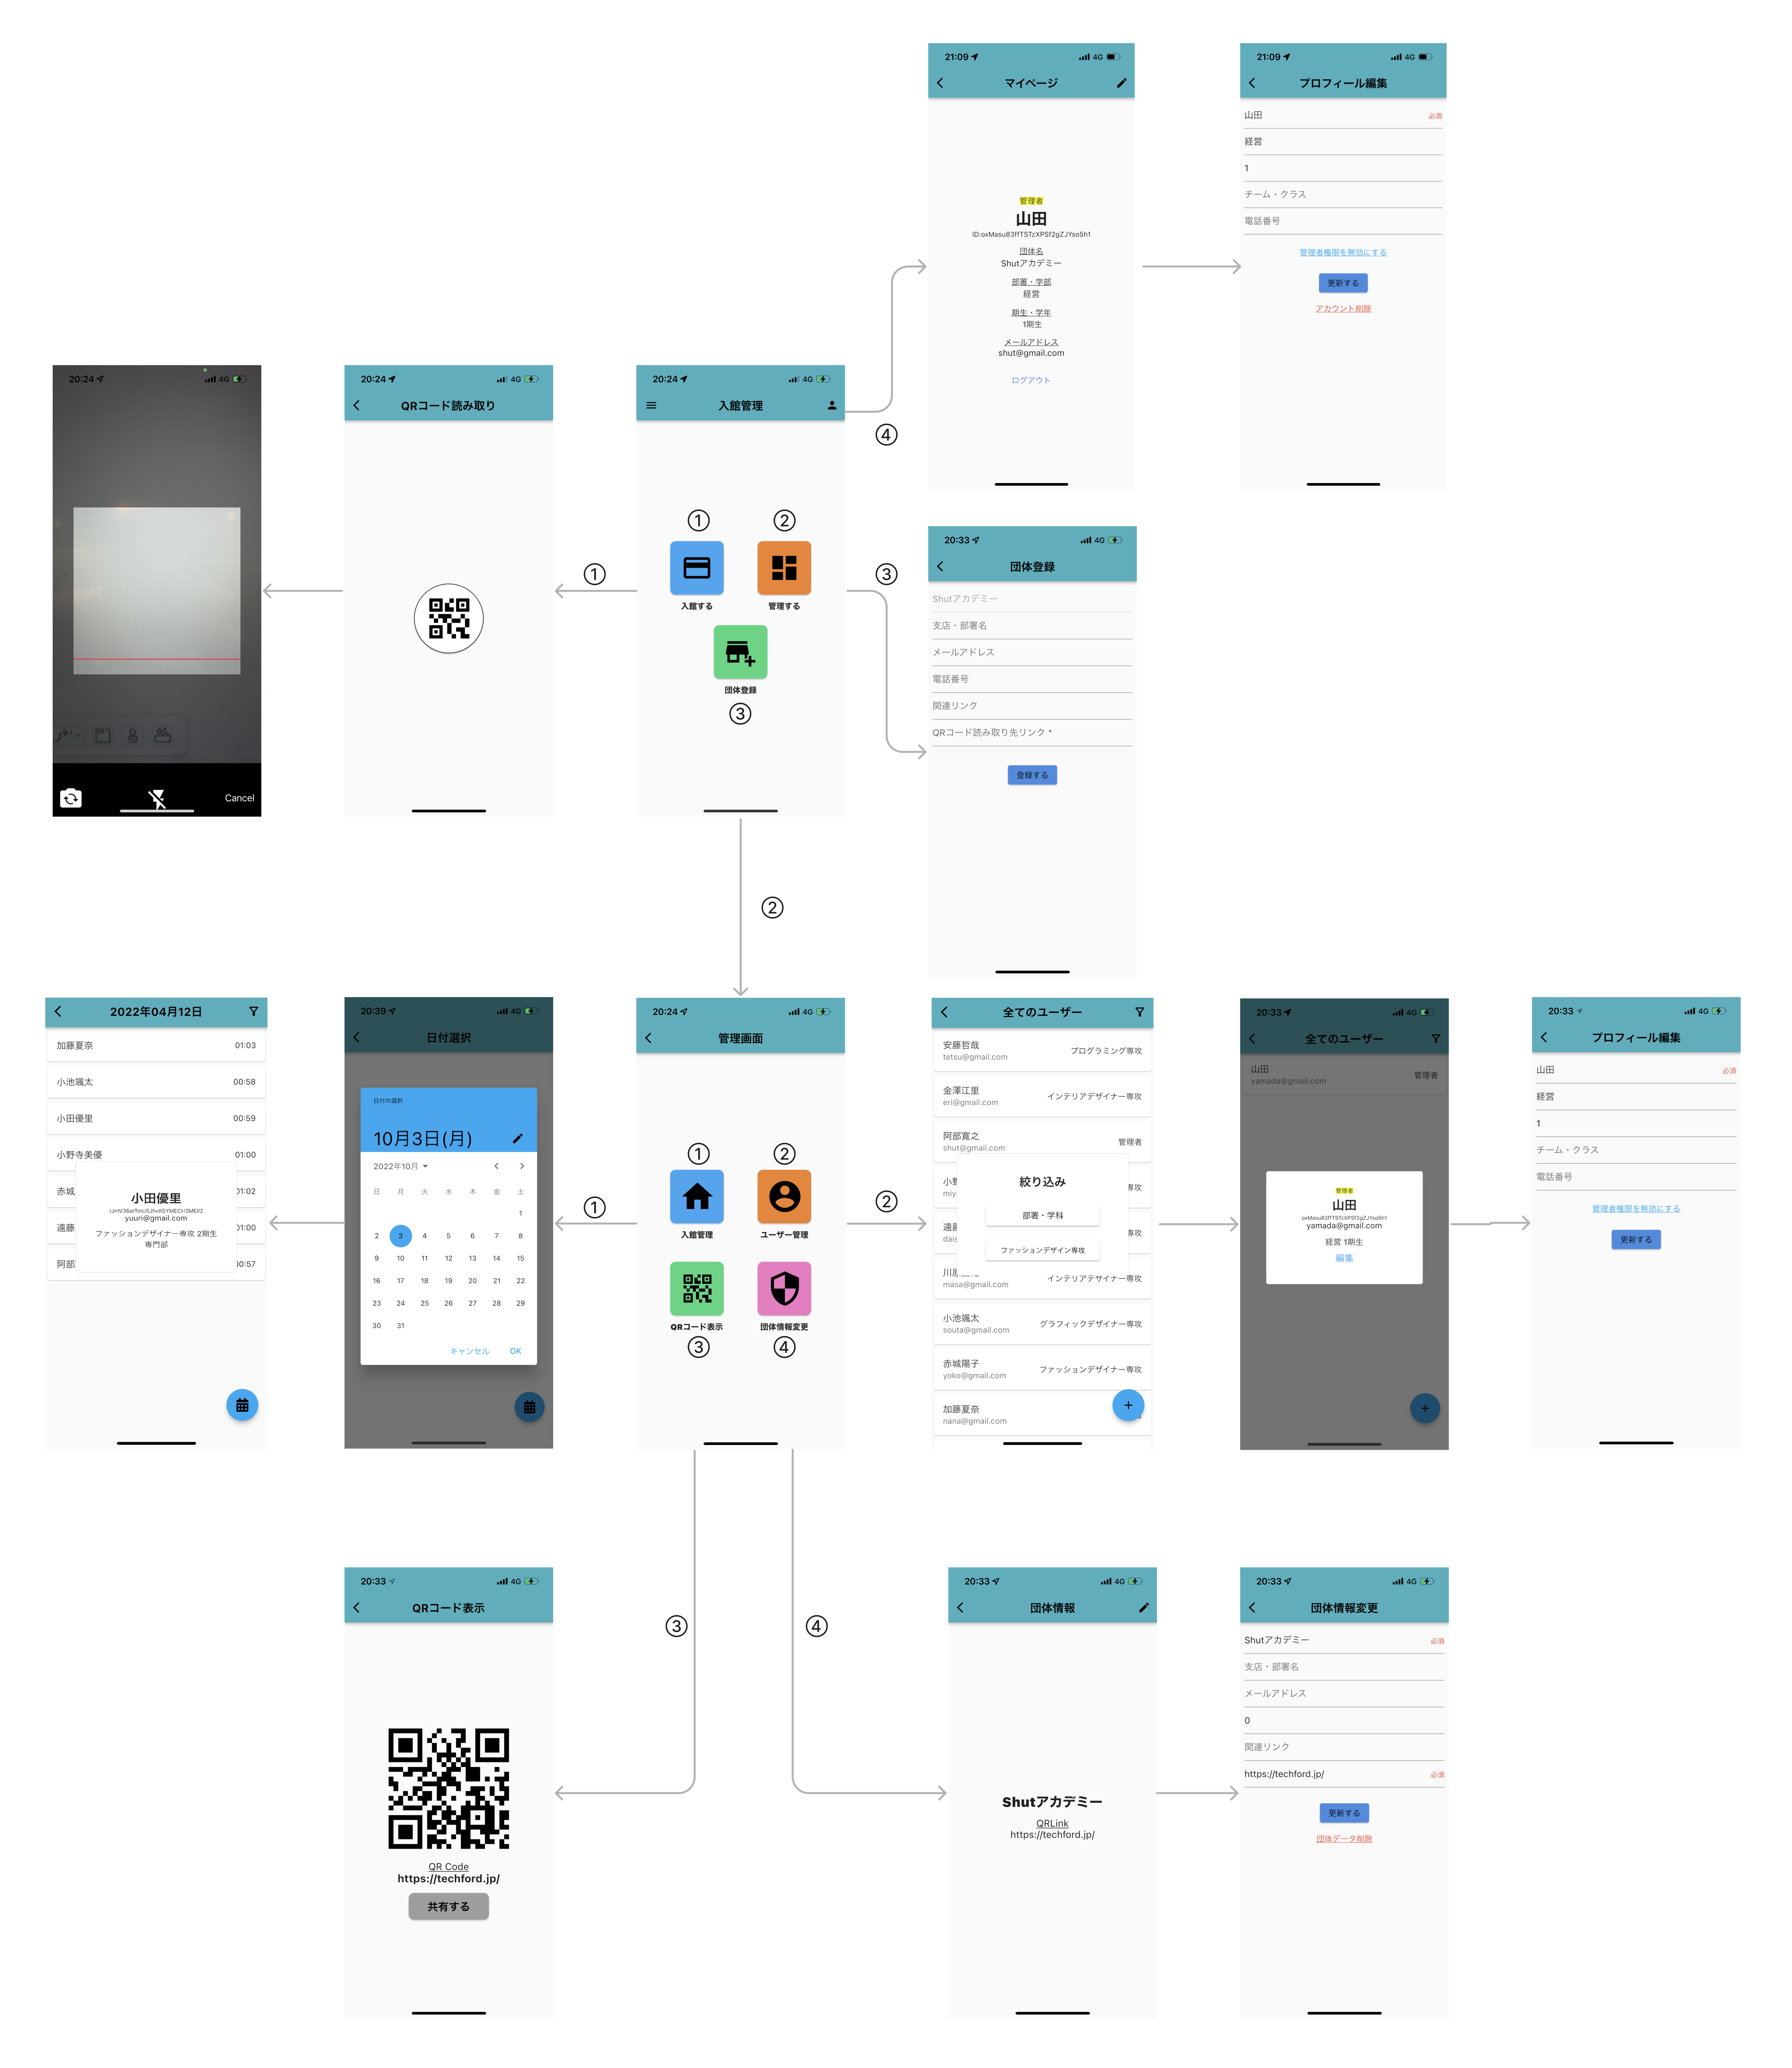 21:09
4G
マイページ
管理者
山田
ID:oxMasu83ffTSTzXPSf2gZJYso5h1
団体名
Shutアカデミー
部署・学部
経営
期生・学年
1期生
メールアドレス
shut@gmail.com
ログアウト
21:09
4G
プロフィール編集
山田 必須
経営
1
チーム・クラス
電話番号
管理者権限を無効にする
更新する
アカウント削除
④
20:24
4G
Cancel
20:24
4G
QRコード読み取り
①
20:24
4G
入館管理
① ②
入館する 管理する
団体登録
③
③
20:33
4G
団体登録
Shutアカデミー
支店・部署名
メールアドレス
電話番号
関連リンク
QRコード読み取り先リンク *
登録する
②
2022年04月12日
加藤夏奈 01:03
小池颯太 00:58
小田優里 00:59
小野寺美優 01:00
赤城 01:02
遠藤 01:00
阿部 00:57
小田優里
yuuri@gmail.com
ファッションデザイナー専攻 2期生
専門部
20:39
4G
日付選択
日付の選択
10月3日(月)
2022年10月
日 月 火 水 木 金 土
1
2 3 4 5 6 7 8
9 10 11 12 13 14 15
16 17 18 19 20 21 22
23 24 25 26 27 28 29
30 31
キャンセル OK
①
20:24
4G
管理画面
① ②
入館管理 ユーザー管理
QRコード表示 団体情報変更
③ ④
②
全てのユーザー
安藤哲哉
tetsu@gmail.com
プログラミング専攻
金澤江里
eri@gmail.com
インテリアデザイナー専攻
阿部寛之
shut@gmail.com
管理者
小野
miy
専攻
遠藤
dais
専攻
絞り込み
部署・学科
ファッションデザイン専攻
川原
masa@gmail.com
インテリアデザイナー専攻
小池颯太
souta@gmail.com
グラフィックデザイナー専攻
赤城陽子
yoko@gmail.com
ファッションデザイナー専攻
加藤夏奈
nana@gmail.com
20:33
4G
全てのユーザー
山田
yamada@gmail.com
管理者
管理者
山田
oxMasu83ffTSTzXPSf2gZJYso5h1
yamada@gmail.com
経営 1期生
編集
20:33
4G
プロフィール編集
山田 必須
経営
1
チーム・クラス
電話番号
管理者権限を無効にする
更新する
③
④
20:33
4G
QRコード表示
QR Code
https://techford.jp/
共有する
20:33
4G
団体情報
Shutアカデミー
QRLink
https://techford.jp/
20:33
4G
団体情報変更
Shutアカデミー 必須
支店・部署名
メールアドレス
0
関連リンク
https://techford.jp/ 必須
更新する
団体データ削除